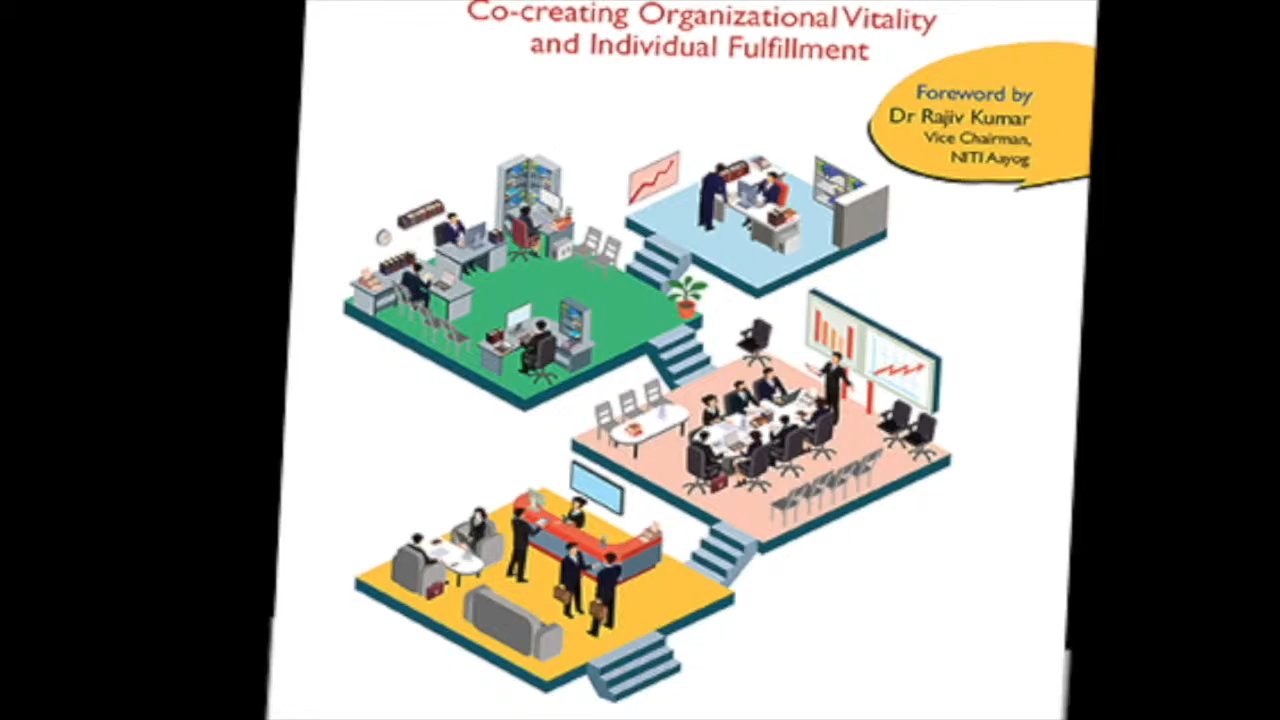 Co-creating Organizational Vitality
and Individual Fulfillment
Foreword by
Dr Rajiv Kumar
Vice Chairman,
NITI Aayog